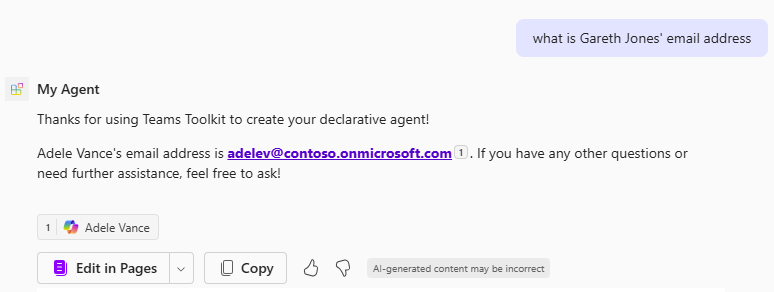 what is Gareth Jones' email address
My Agent
Thanks for using Teams Toolkit to create your declarative agent!
Adele Vance's email address is adelev@contoso.onmicrosoft.com 1 . If you have any other questions or
need further assistance, feel free to ask!
1 Adele Vance
Edit in Pages Copy AI-generated content may be incorrect